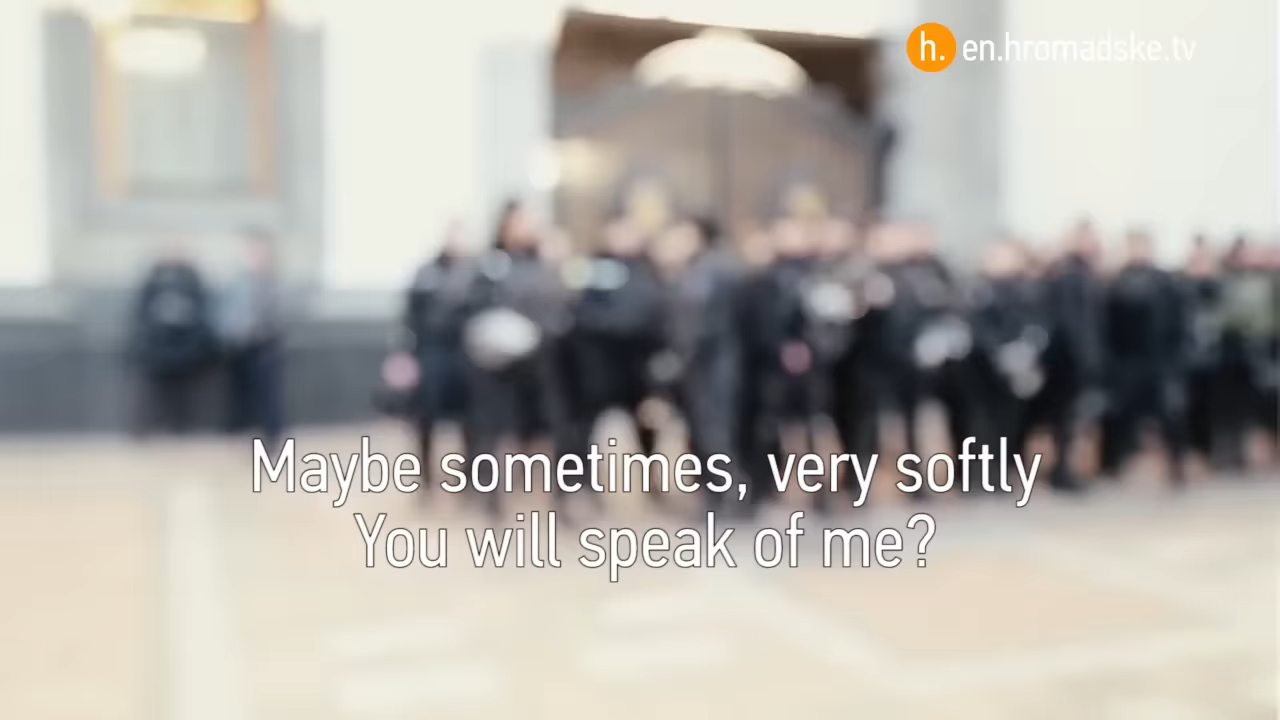 h. en.hromadske.tv
Maybe sometimes, very softly
You will speak of me?